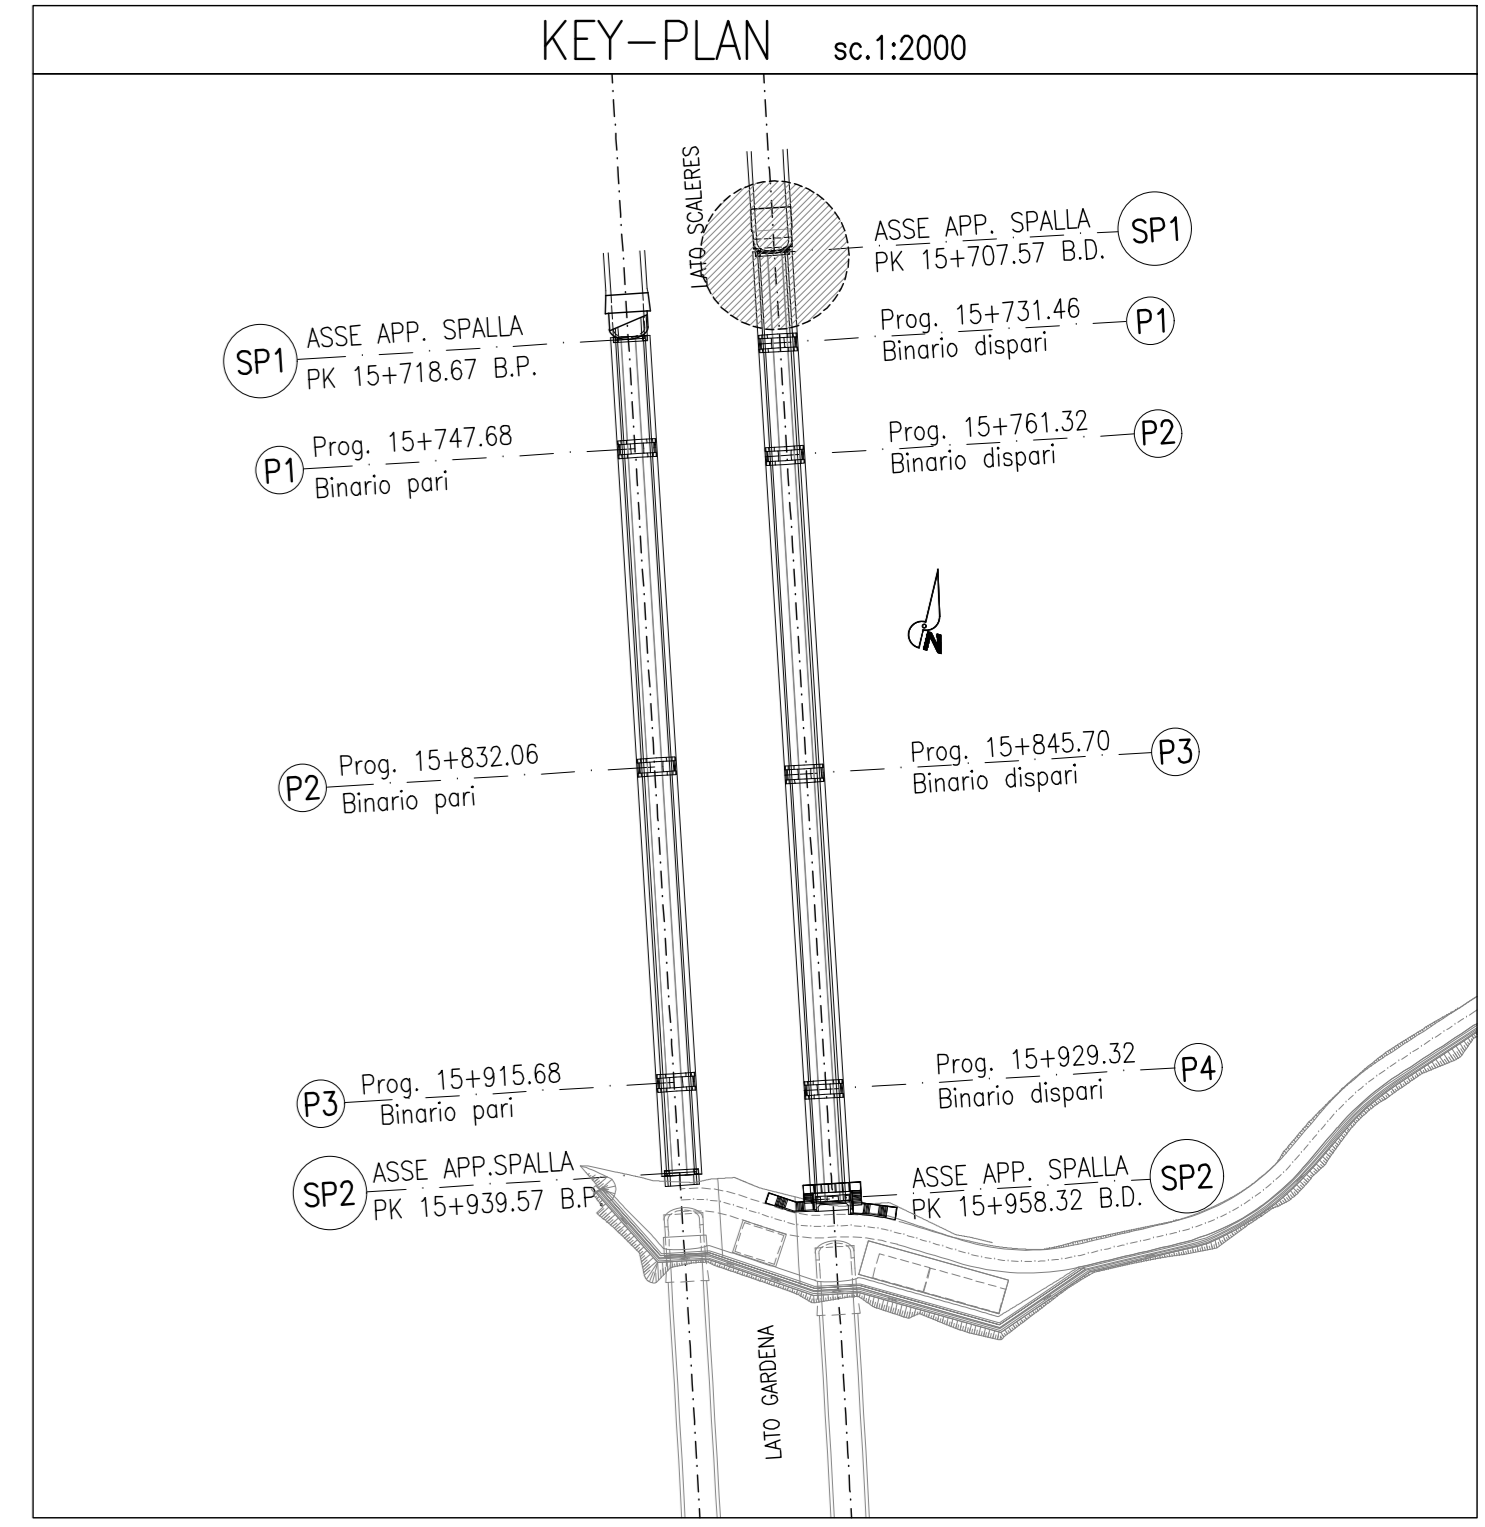 KEY-PLAN sc.1:2000
LATO SCALERES
ASSE APP. SPALLA
PK 15+707.57 B.D.
SP1
Prog. 15+731.46
Binario dispari
P1
SP1
ASSE APP. SPALLA
PK 15+718.67 B.P.
Prog. 15+761.32
Binario dispari
P2
P1
Prog. 15+747.68
Binario pari
N
Prog. 15+845.70
Binario dispari
P3
P2
Prog. 15+832.06
Binario pari
Prog. 15+929.32
Binario dispari
P4
P3
Prog. 15+915.68
Binario pari
SP2
ASSE APP.SPALLA
PK 15+939.57 B.P
ASSE APP. SPALLA
PK 15+958.32 B.D.
SP2
LATO GARDENA